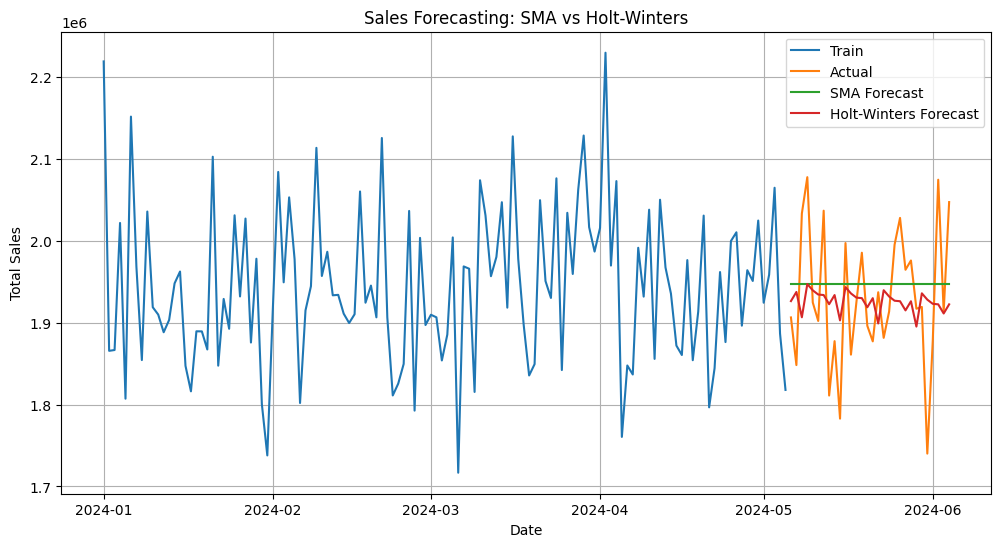 Sales Forecasting: SMA vs Holt-Winters
1e6
Train
Actual
SMA Forecast
Holt-Winters Forecast
2.2
2.1
2.0
1.9
1.8
1.7
Total Sales
2024-01
2024-02
2024-03
2024-04
2024-05
2024-06
Date